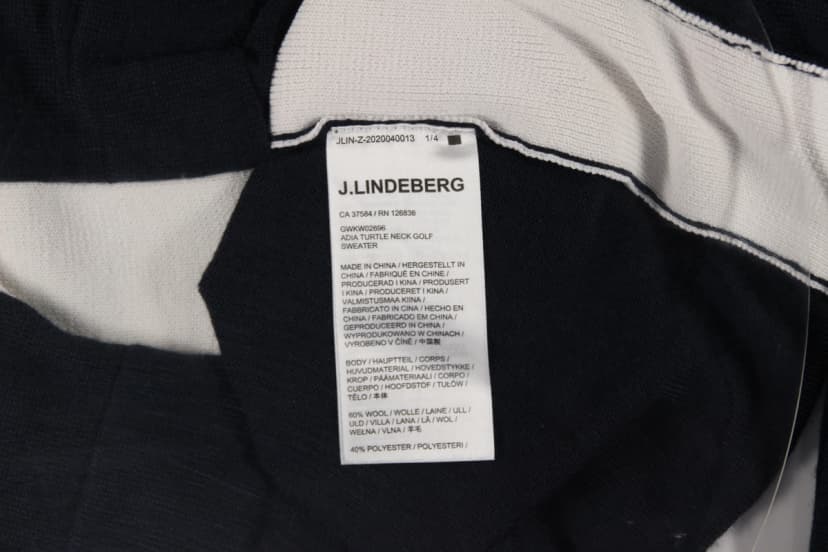 JLIN-Z-2020040013 1/4
J.LINDEBERG
CA 37584 / RN 126836
GWKW02696
ADIA TURTLE NECK GOLF
SWEATER
MADE IN CHINA / HERGESTELLT IN
CHINA / FABRIQUÉ EN CHINE /
PRODUCERAD I KINA / PRODUSERT
I KINA / PRODUCERET I KINA /
VALMISTUSMAA KIINA /
FABBRICATO IN CINA / HECHO EN
CHINA / FABRICADO EM CHINA /
GEPRODUCEERD IN CHINA /
WYPRODUKOWANO W CHINACH /
VYROBENO V ČÍNĚ / 中国製
BODY / HAUPTTEIL / CORPS /
HUVUDMATERIAL / HOVEDSTYKKE /
KROP / PÄÄMATERIAALI / CORPO /
CUERPO / HOOFDSTOF / TUŁÓW /
TĚLO / 本体
60% WOOL / WOLLE / LAINE / ULL /
ULD / VILLA / LANA / LÃ / WOL /
WEŁNA / VLNA / 羊毛
40% POLYESTER / POLYESTERI /